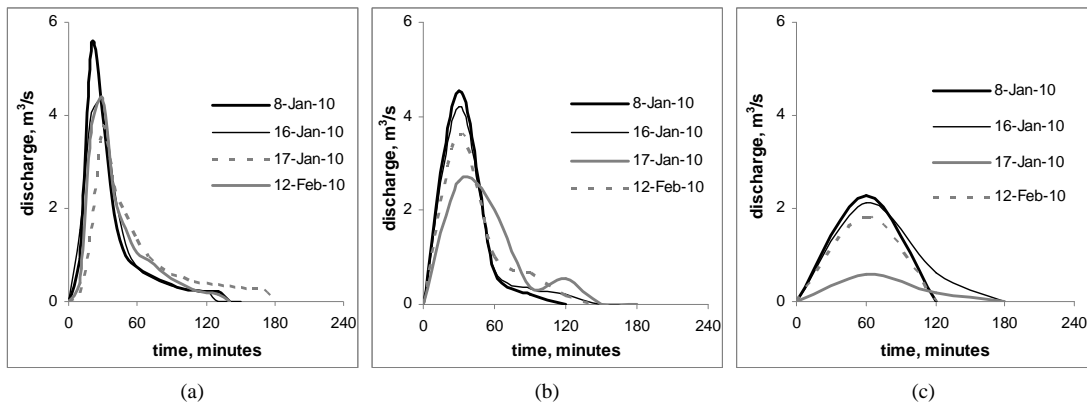 6
4
2
0
discharge, m³/s
8-Jan-10
16-Jan-10
17-Jan-10
12-Feb-10
0 60 120 180 240
time, minutes
(a)
6
4
2
0
discharge, m³/s
8-Jan-10
16-Jan-10
17-Jan-10
12-Feb-10
0 60 120 180 240
time, minutes
(b)
6
4
2
0
discharge, m³/s
8-Jan-10
16-Jan-10
17-Jan-10
12-Feb-10
0 60 120 180 240
time, minutes
(c)